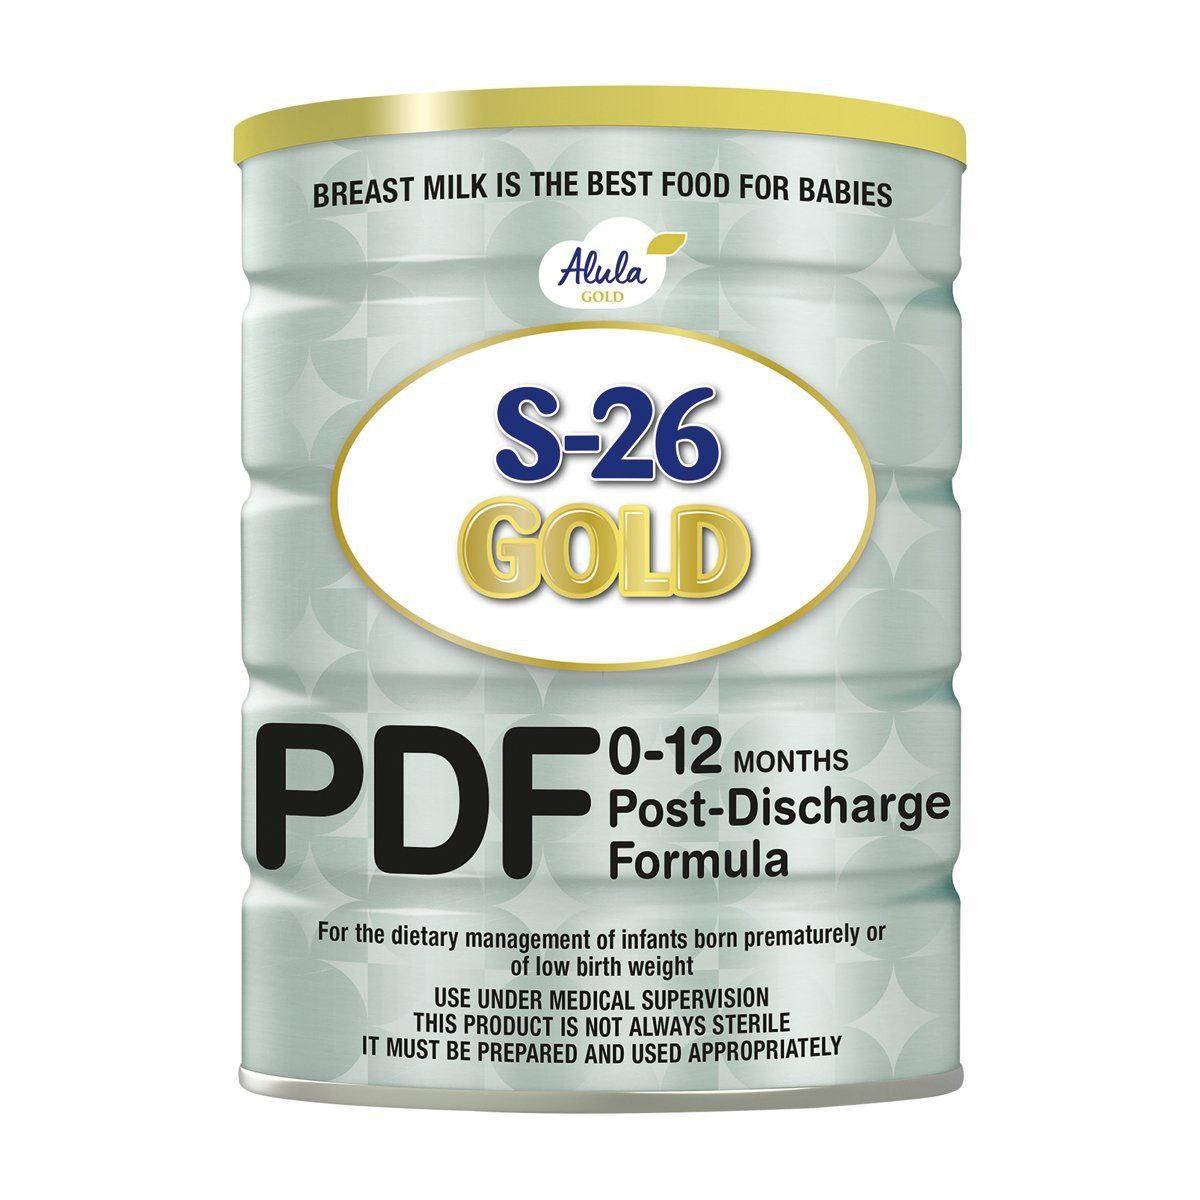 BREAST MILK IS THE BEST FOOD FOR BABIES
Alula
GOLD
S-26
GOLD
PDF
0-12 MONTHS
Post-Discharge
Formula
For the dietary management of infants born prematurely or
of low birth weight
USE UNDER MEDICAL SUPERVISION
THIS PRODUCT IS NOT ALWAYS STERILE
IT MUST BE PREPARED AND USED APPROPRIATELY